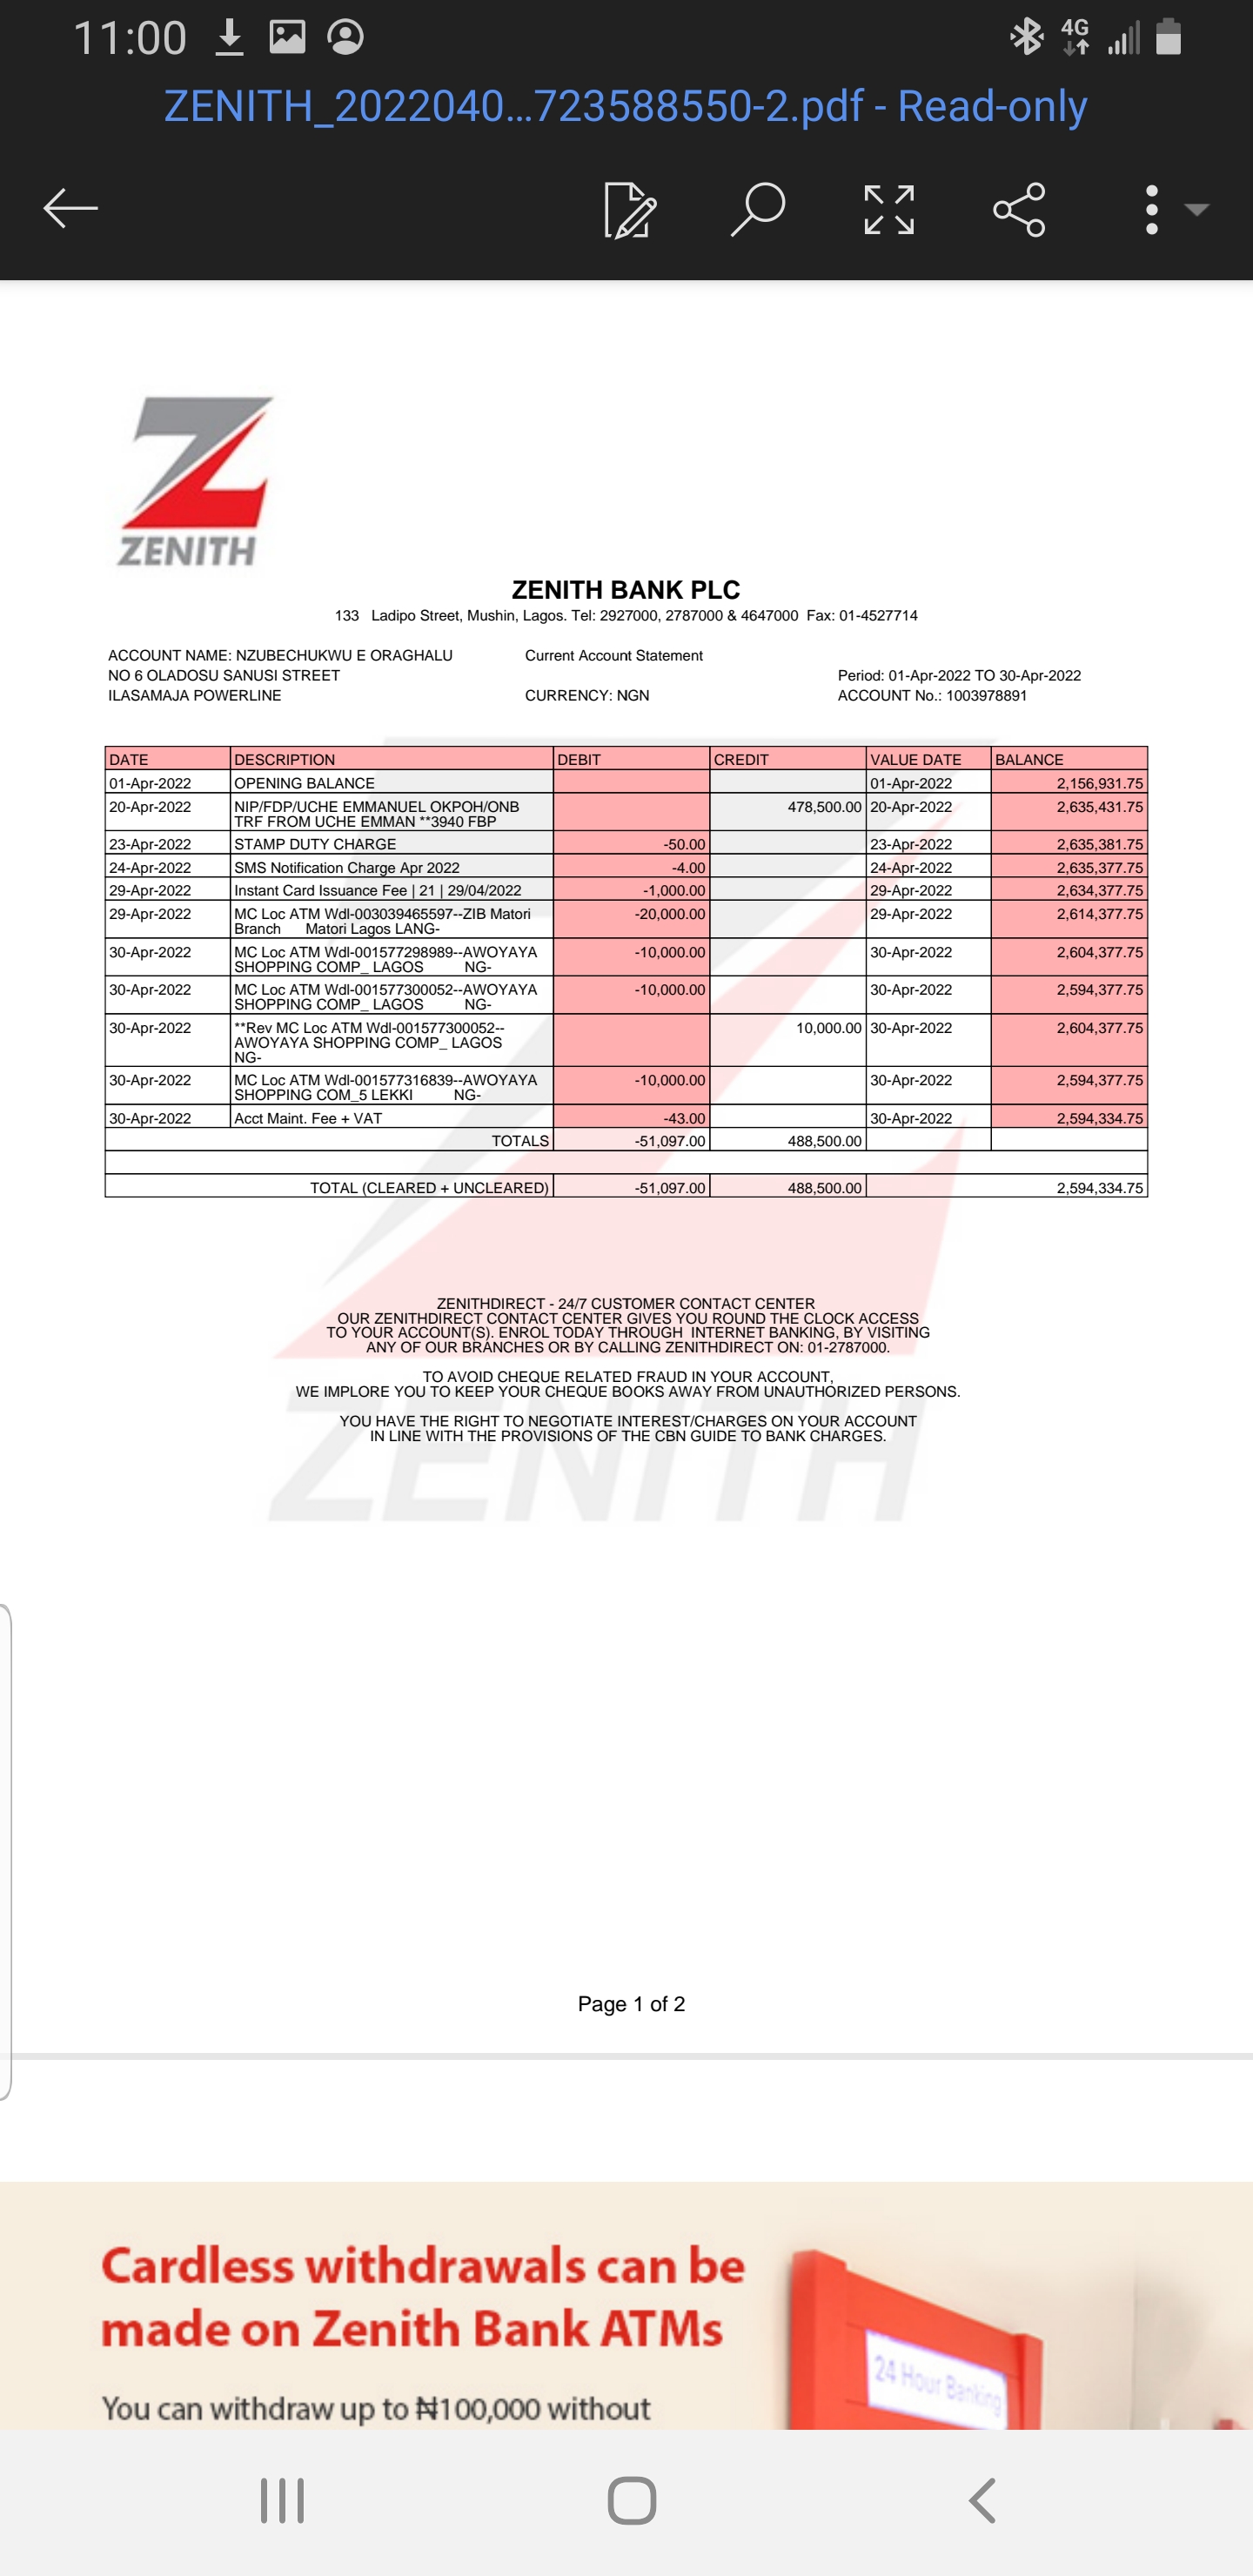 11:00 4G
ZENITH_2022040...723588550-2.pdf - Read-only
ZENITH
ZENITH BANK PLC
133 Ladipo Street, Mushin, Lagos. Tel: 2927000, 2787000 & 4647000 Fax: 01-4527714
ACCOUNT NAME: NZUBECHUKWU E ORAGHALU Current Account Statement
NO 6 OLADOSU SANUSI STREET Period: 01-Apr-2022 TO 30-Apr-2022
ILASAMAJA POWERLINE CURRENCY: NGN ACCOUNT No.: 1003978891
DATE DESCRIPTION DEBIT CREDIT VALUE DATE BALANCE
01-Apr-2022 OPENING BALANCE 01-Apr-2022 2,156,931.75
20-Apr-2022 NIP/FDP/UCHE EMMANUEL OKPOH/ONB 478,500.00 20-Apr-2022 2,635,431.75
TRF FROM UCHE EMMAN **3940 FBP
23-Apr-2022 STAMP DUTY CHARGE -50.00 23-Apr-2022 2,635,381.75
24-Apr-2022 SMS Notification Charge Apr 2022 -4.00 24-Apr-2022 2,635,377.75
29-Apr-2022 Instant Card Issuance Fee | 21 | 29/04/2022 -1,000.00 29-Apr-2022 2,634,377.75
29-Apr-2022 MC Loc ATM Wdl-003039465597--ZIB Matori -20,000.00 29-Apr-2022 2,614,377.75
Branch Matori Lagos LANG-
30-Apr-2022 MC Loc ATM Wdl-001577298989--AWOYAYA -10,000.00 30-Apr-2022 2,604,377.75
SHOPPING COMP_ LAGOS NG-
30-Apr-2022 MC Loc ATM Wdl-001577300052--AWOYAYA -10,000.00 30-Apr-2022 2,594,377.75
SHOPPING COMP_ LAGOS NG-
30-Apr-2022 **Rev MC Loc ATM Wdl-001577300052-- 10,000.00 30-Apr-2022 2,604,377.75
AWOYAYA SHOPPING COMP_ LAGOS
NG-
30-Apr-2022 MC Loc ATM Wdl-001577316839--AWOYAYA -10,000.00 30-Apr-2022 2,594,377.75
SHOPPING COM_5 LEKKI NG-
30-Apr-2022 Acct Maint. Fee + VAT -43.00 30-Apr-2022 2,594,334.75
TOTALS -51,097.00 488,500.00
TOTAL (CLEARED + UNCLEARED) -51,097.00 488,500.00 2,594,334.75
ZENITHDIRECT - 24/7 CUSTOMER CONTACT CENTER
OUR ZENITHDIRECT CONTACT CENTER GIVES YOU ROUND THE CLOCK ACCESS
TO YOUR ACCOUNT(S). ENROL TODAY THROUGH INTERNET BANKING, BY VISITING
ANY OF OUR BRANCHES OR BY CALLING ZENITHDIRECT ON: 01-2787000.
TO AVOID CHEQUE RELATED FRAUD IN YOUR ACCOUNT,
WE IMPLORE YOU TO KEEP YOUR CHEQUE BOOKS AWAY FROM UNAUTHORIZED PERSONS.
YOU HAVE THE RIGHT TO NEGOTIATE INTEREST/CHARGES ON YOUR ACCOUNT
IN LINE WITH THE PROVISIONS OF THE CBN GUIDE TO BANK CHARGES.
ZENITH
Page 1 of 2
Cardless withdrawals can be
made on Zenith Bank ATMs
You can withdraw up to ₦100,000 without
24 Hour Banking